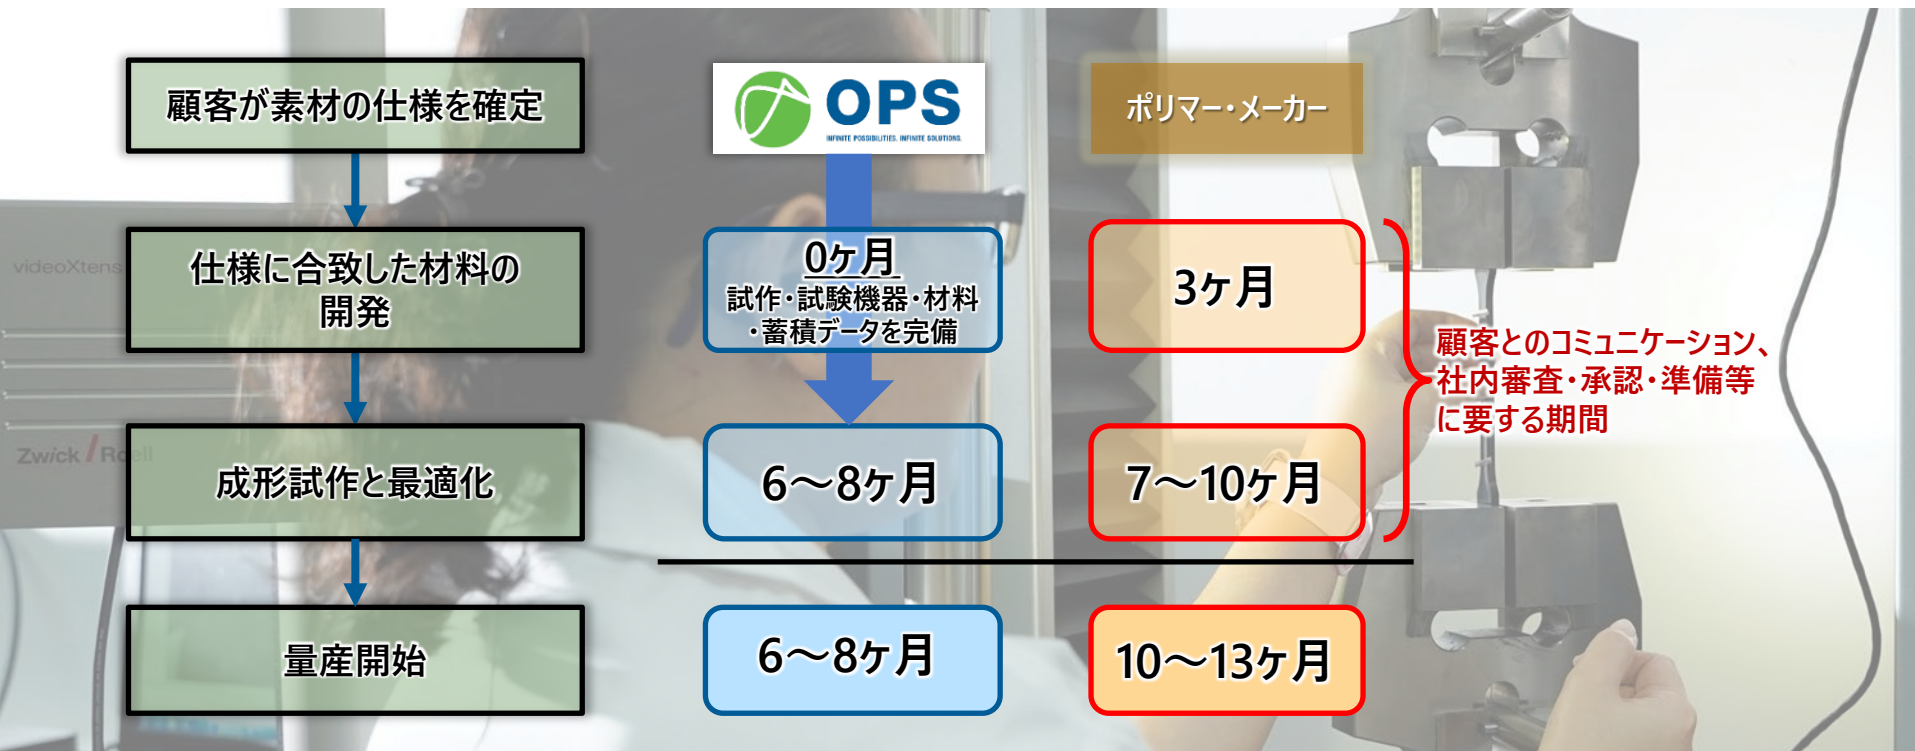 顧客が素材の仕様を確定
OPS
INFINITE POSSIBILITIES. INFINITE SOLUTIONS.
ポリマー・メーカー
仕様に合致した材料の
開発
0ヶ月
試作・試験機器・材料
・蓄積データを完備
3ヶ月
顧客とのコミュニケーション、
社内審査・承認・準備等
に要する期間
成形試作と最適化
6～8ヶ月
7～10ヶ月
量産開始
6～8ヶ月
10～13ヶ月
videoXtens
Zwick / Roell